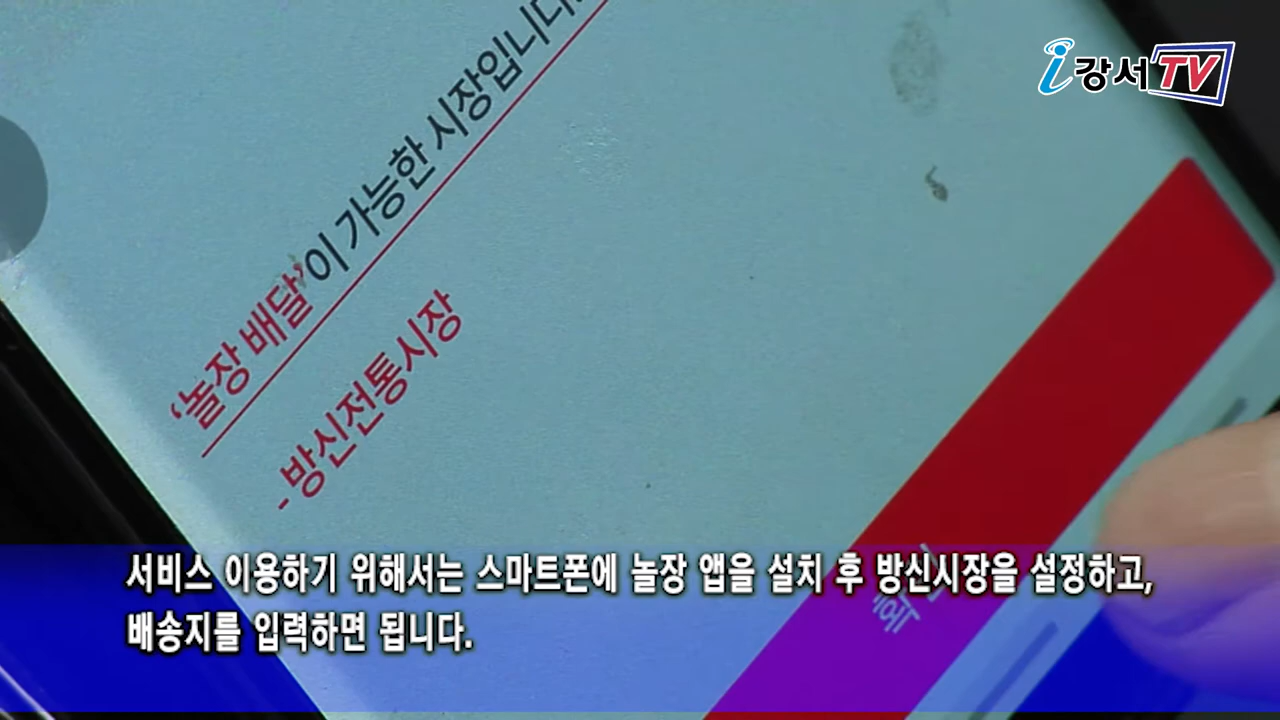 i강서TV
'놀장 배달'이 가능한 시장입니다.
- 방신전통시장
서비스 이용하기 위해서는 스마트폰에 놀장 앱을 설치 후 방신시장을 설정하고,
배송지를 입력하면 됩니다.